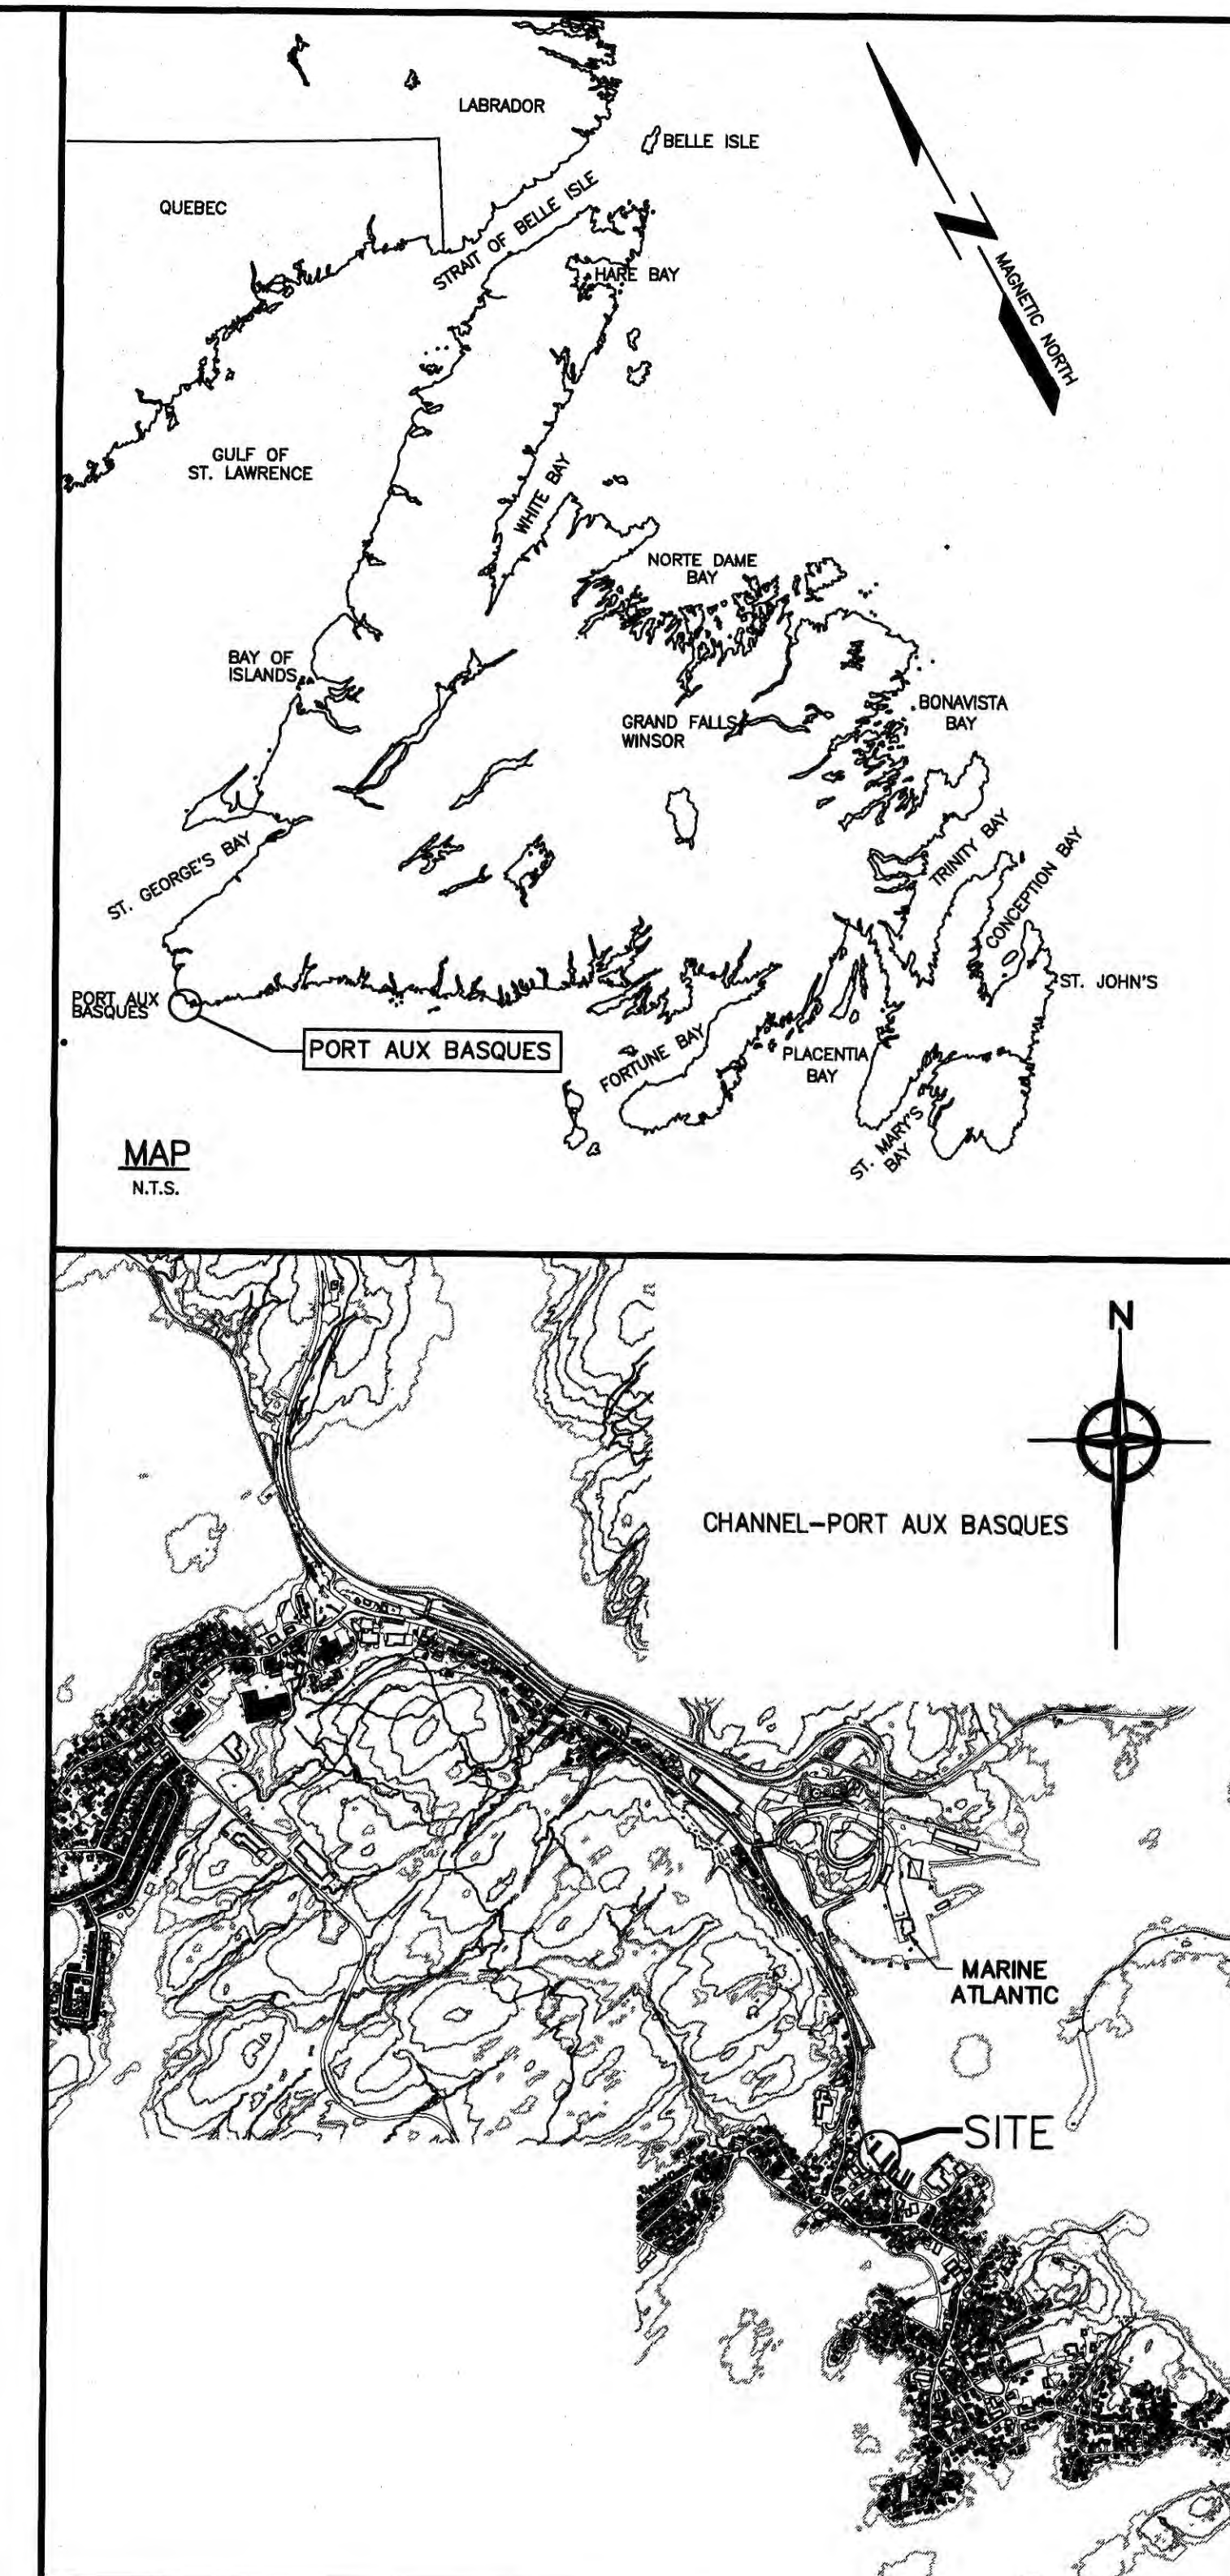 LABRADOR
BELLE ISLE
QUEBEC
STRAIT OF BELLE ISLE
HARE BAY
MAGNETIC NORTH
N
GULF OF
ST. LAWRENCE
WHITE BAY
NORTE DAME
BAY
BAY OF
ISLANDS
GRAND FALLS
WINSOR
BONAVISTA
BAY
ST. GEORGE'S BAY
TRINITY BAY
CONCEPTION BAY
PORT AUX
BASQUES
ST. JOHN'S
PORT AUX BASQUES
FORTUNE BAY
PLACENTIA
BAY
ST. MARY'S
BAY
MAP
N.T.S.
N
CHANNEL-PORT AUX BASQUES
MARINE
ATLANTIC
SITE